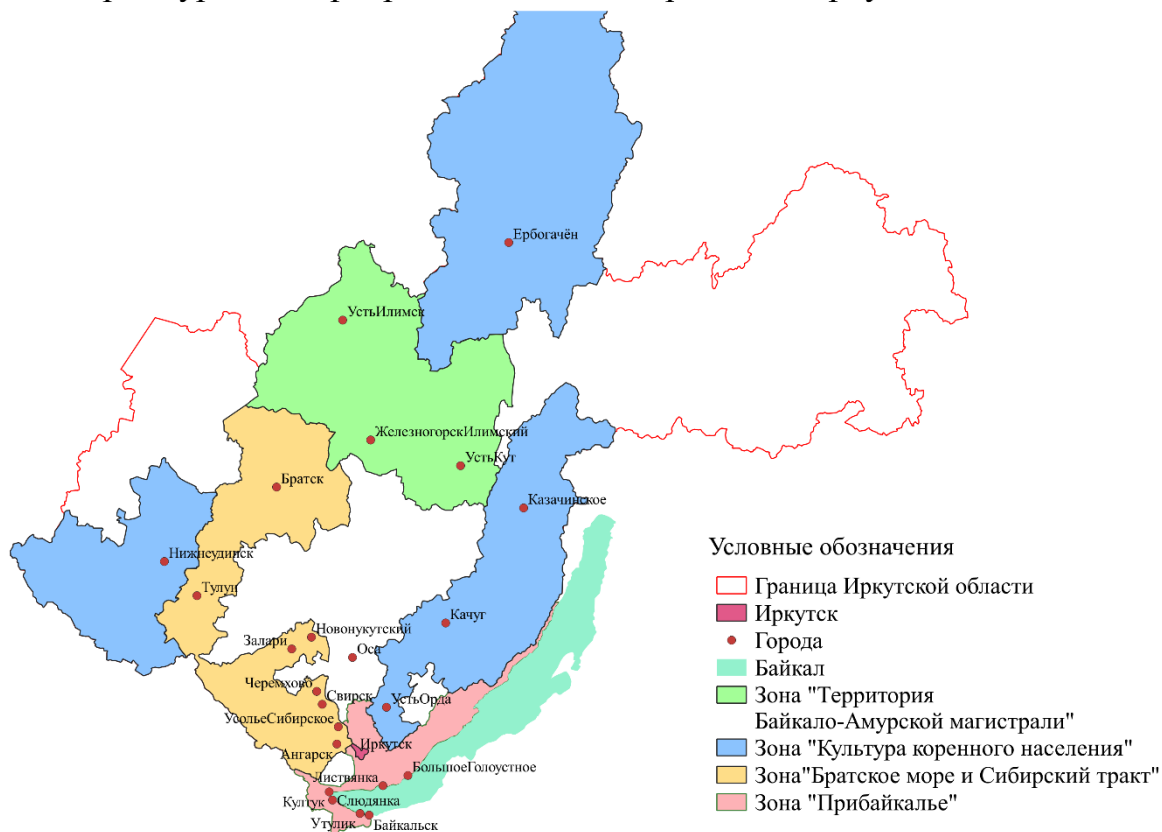 Ербогачён
УстьИлимск
ЖелезногорскИлимский
УстьКут
Братск
Казачинское
Нижнеудинск
Тулун
Качуг
Новонукутский
Залари
Оса
Черемхово
Свирск
УстьОрда
УсольеСибирское
Иркутск
Ангарск
БольшоеГолоустное
Листвянка
Култук
Слюдянка
Утулик
Байкальск
Условные обозначения
Граница Иркутской области
Иркутск
Города
Байкал
Зона "Территория
Байкало-Амурской магистрали"
Зона "Культура коренного населения"
Зона"Братское море и Сибирский тракт"
Зона "Прибайкалье"